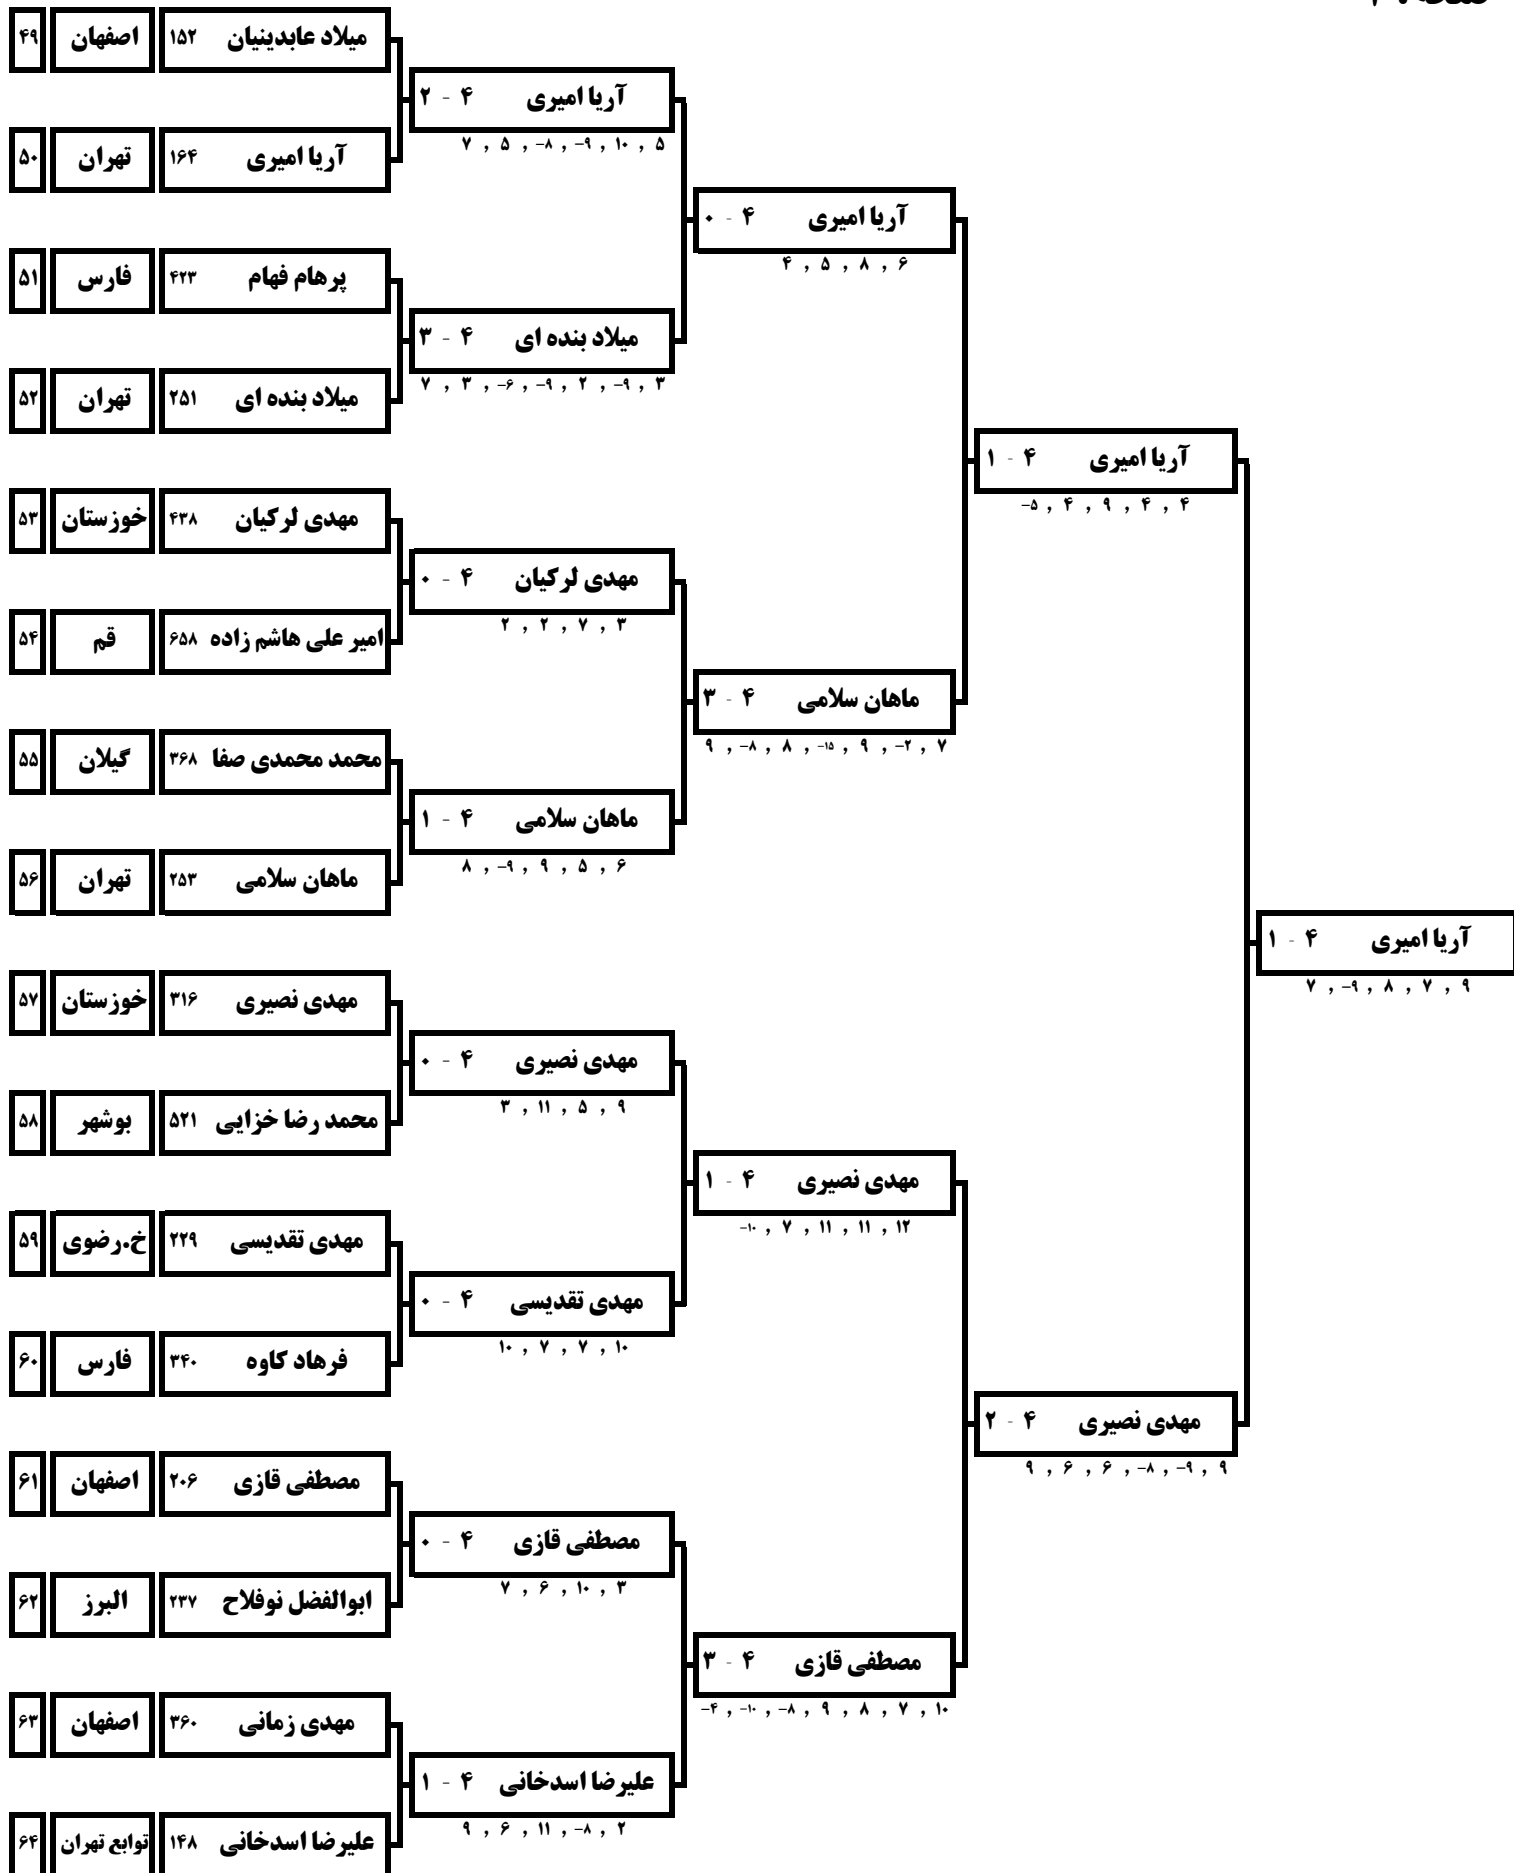 ۴۹ اصفهان ۱۵۲ میلاد عابدینیان
آریا امیری ۴ - ۲
۷ , ۵ , -۸ , -۹ , ۱۰ , ۵
۵۰ تهران ۱۶۴ آریا امیری
آریا امیری ۴ - ۰
۴ , ۵ , ۸ , ۶
۵۱ فارس ۴۲۳ پرهام فهام
میلاد بنده ای ۴ - ۳
۷ , ۳ , -۶ , -۹ , ۲ , -۹ , ۳
۵۲ تهران ۲۵۱ میلاد بنده ای
آریا امیری ۴ - ۱
-۵ , ۴ , ۹ , ۴ , ۴
۵۳ خوزستان ۴۳۸ مهدی لرکیان
مهدی لرکیان ۴ - ۰
۲ , ۲ , ۷ , ۳
۵۴ قم ۶۵۸ امیر علی هاشم زاده
ماهان سلامی ۴ - ۳
۹ , -۸ , ۸ , -۱۵ , ۹ , -۲ , ۷
۵۵ گیلان ۳۶۸ محمد محمدی صفا
ماهان سلامی ۴ - ۱
۸ , -۹ , ۹ , ۵ , ۶
۵۶ تهران ۲۵۳ ماهان سلامی
آریا امیری ۴ - ۱
۷ , -۹ , ۸ , ۷ , ۹
۵۷ خوزستان ۳۱۶ مهدی نصیری
مهدی نصیری ۴ - ۰
۳ , ۱۱ , ۵ , ۹
۵۸ بوشهر ۵۲۱ محمد رضا خزایی
مهدی نصیری ۴ - ۱
-۱۰ , ۷ , ۱۱ , ۱۱ , ۱۲
۵۹ خ.رضوی ۲۲۹ مهدی تقدیسی
مهدی تقدیسی ۴ - ۰
۱۰ , ۷ , ۷ , ۱۰
۶۰ فارس ۳۴۰ فرهاد کاوه
مهدی نصیری ۴ - ۲
۹ , ۶ , ۶ , -۸ , -۹ , ۹
۶۱ اصفهان ۲۰۶ مصطفی قازی
مصطفی قازی ۴ - ۰
۷ , ۶ , ۱۰ , ۳
۶۲ البرز ۲۳۷ ابوالفضل نوفلاح
مصطفی قازی ۴ - ۳
-۴ , -۱۰ , -۸ , ۹ , ۸ , ۷ , ۱۰
۶۳ اصفهان ۳۶۰ مهدی زمانی
علیرضا اسدخانی ۴ - ۱
۹ , ۶ , ۱۱ , -۸ , ۲
۶۴ توابع تهران ۱۴۸ علیرضا اسدخانی